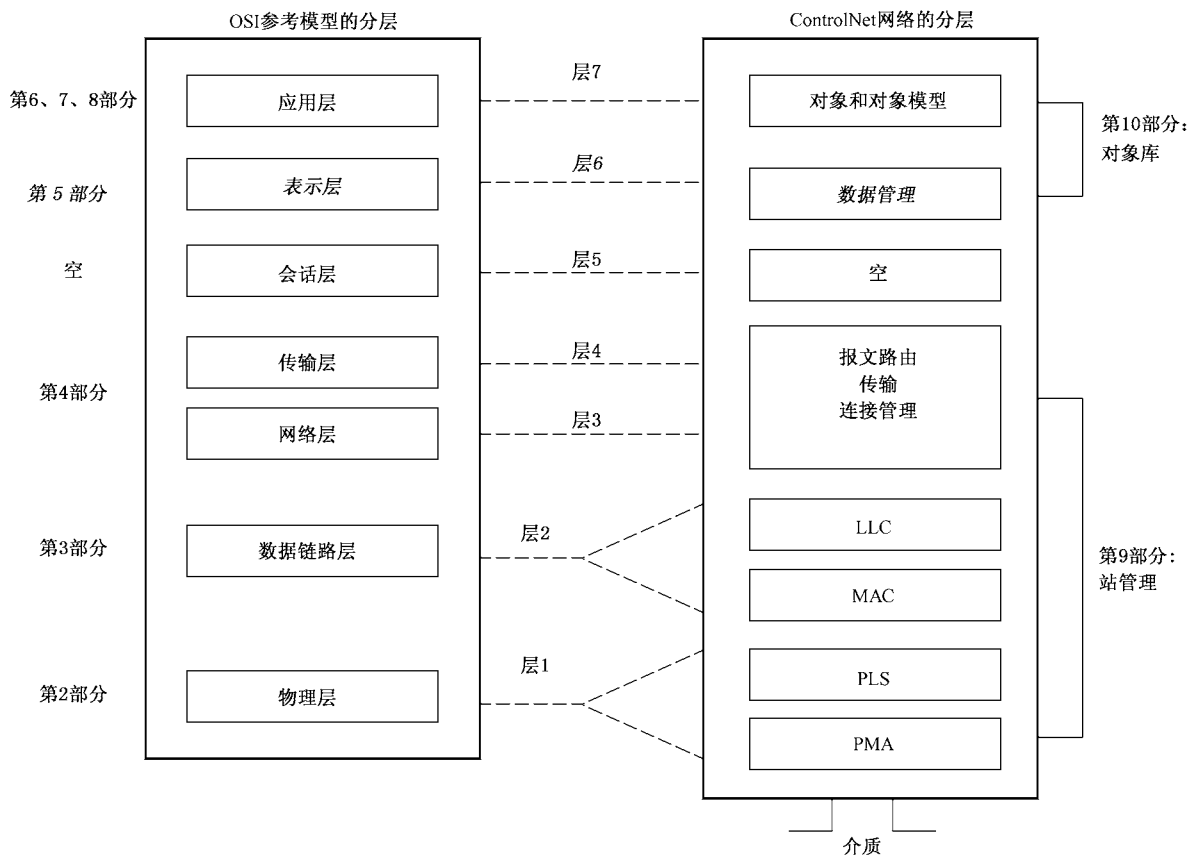 OSI参考模型的分层
ControlNet网络的分层
第6、7、8部分
应用层
层7
对象和对象模型
第10部分:
对象库
第5部分
表示层
层6
数据管理
空
会话层
层5
空
第4部分
传输层
层4
网络层
层3
报文路由
传输
连接管理
第3部分
数据链路层
层2
LLC
MAC
第9部分:
站管理
第2部分
物理层
层1
PLS
PMA
介质